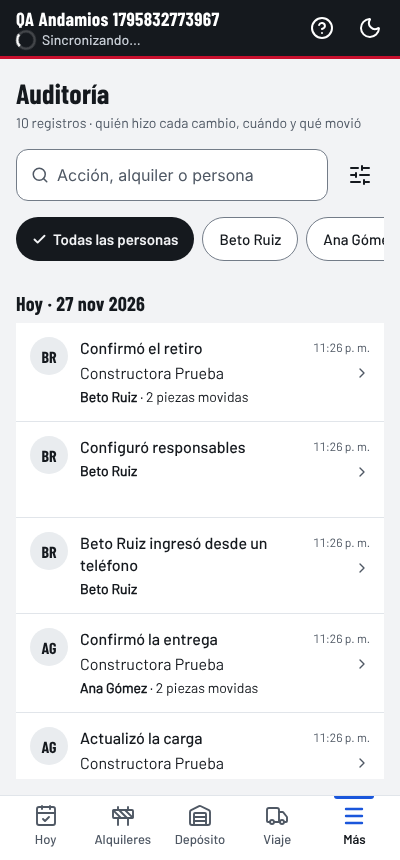 QA Andamios 1795832773967
Sincronizando...
Auditoría
10 registros · quién hizo cada cambio, cuándo y qué movió
Acción, alquiler o persona
Todas las personas
Beto Ruiz
Ana Góme
Hoy · 27 nov 2026
BR
Confirmó el retiro
11:26 p. m.
Constructora Prueba
Beto Ruiz · 2 piezas movidas
BR
Configuró responsables
11:26 p. m.
Beto Ruiz
BR
Beto Ruiz ingresó desde un
teléfono
11:26 p. m.
Beto Ruiz
AG
Confirmó la entrega
11:26 p. m.
Constructora Prueba
Ana Gómez · 2 piezas movidas
AG
Actualizó la carga
11:26 p. m.
Constructora Prueba
Hoy
Alquileres
Depósito
Viaje
Más